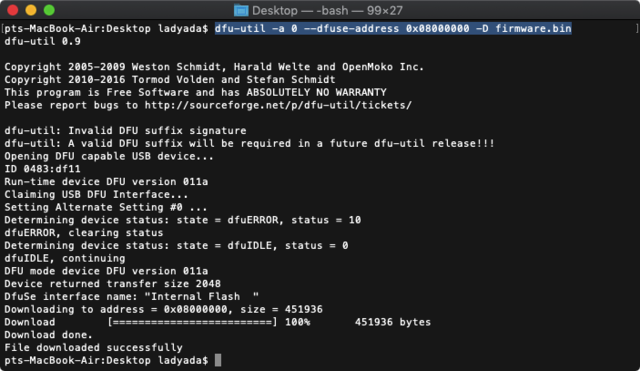 Desktop — -bash — 99×27
[pts-MacBook-Air:Desktop ladyada$ dfu-util -a 0 --dfuse-address 0x08000000 -D firmware.bin ]
dfu-util 0.9
Copyright 2005-2009 Weston Schmidt, Harald Welte and OpenMoko Inc.
Copyright 2010-2016 Tormod Volden and Stefan Schmidt
This program is Free Software and has ABSOLUTELY NO WARRANTY
Please report bugs to http://sourceforge.net/p/dfu-util/tickets/
dfu-util: Invalid DFU suffix signature
dfu-util: A valid DFU suffix will be required in a future dfu-util release!!!
Opening DFU capable USB device...
ID 0483:df11
Run-time device DFU version 011a
Claiming USB DFU Interface...
Setting Alternate Setting #0 ...
Determining device status: state = dfuERROR, status = 10
dfuERROR, clearing status
Determining device status: state = dfuIDLE, status = 0
dfuIDLE, continuing
DFU mode device DFU version 011a
Device returned transfer size 2048
DfuSe interface name: "Internal Flash  "
Downloading to address = 0x08000000, size = 451936
Download	[=========================] 100%       451936 bytes
Download done.
File downloaded successfully
pts-MacBook-Air:Desktop ladyada$